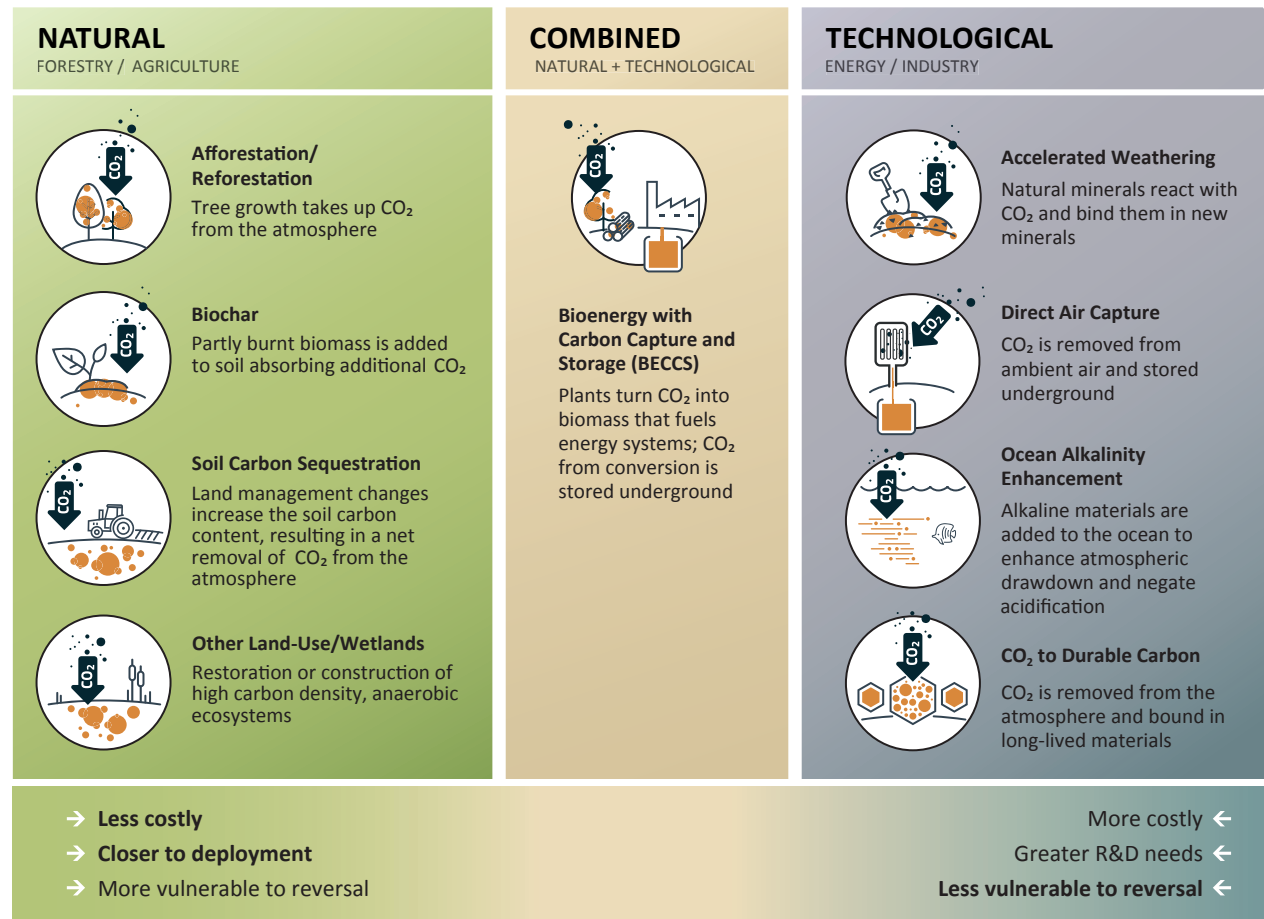 NATURAL
FORESTRY / AGRICULTURE
CO₂
Afforestation/
Reforestation
Tree growth takes up CO₂
from the atmosphere
CO₂
Biochar
Partly burnt biomass is added
to soil absorbing additional CO₂
CO₂
Soil Carbon Sequestration
Land management changes
increase the soil carbon
content, resulting in a net
removal of CO₂ from the
atmosphere
CO₂
Other Land-Use/Wetlands
Restoration or construction of
high carbon density, anaerobic
ecosystems
COMBINED
NATURAL + TECHNOLOGICAL
CO₂
Bioenergy with
Carbon Capture and
Storage (BECCS)
Plants turn CO₂ into
biomass that fuels
energy systems; CO₂
from conversion is
stored underground
TECHNOLOGICAL
ENERGY / INDUSTRY
CO₂
Accelerated Weathering
Natural minerals react with
CO₂ and bind them in new
minerals
CO₂
Direct Air Capture
CO₂ is removed from
ambient air and stored
underground
CO₂
Ocean Alkalinity
Enhancement
Alkaline materials are
added to the ocean to
enhance atmospheric
drawdown and negate
acidification
CO₂
CO₂ to Durable Carbon
CO₂ is removed from the
atmosphere and bound in
long-lived materials
→ Less costly
→ Closer to deployment
→ More vulnerable to reversal
More costly ←
Greater R&D needs ←
Less vulnerable to reversal ←